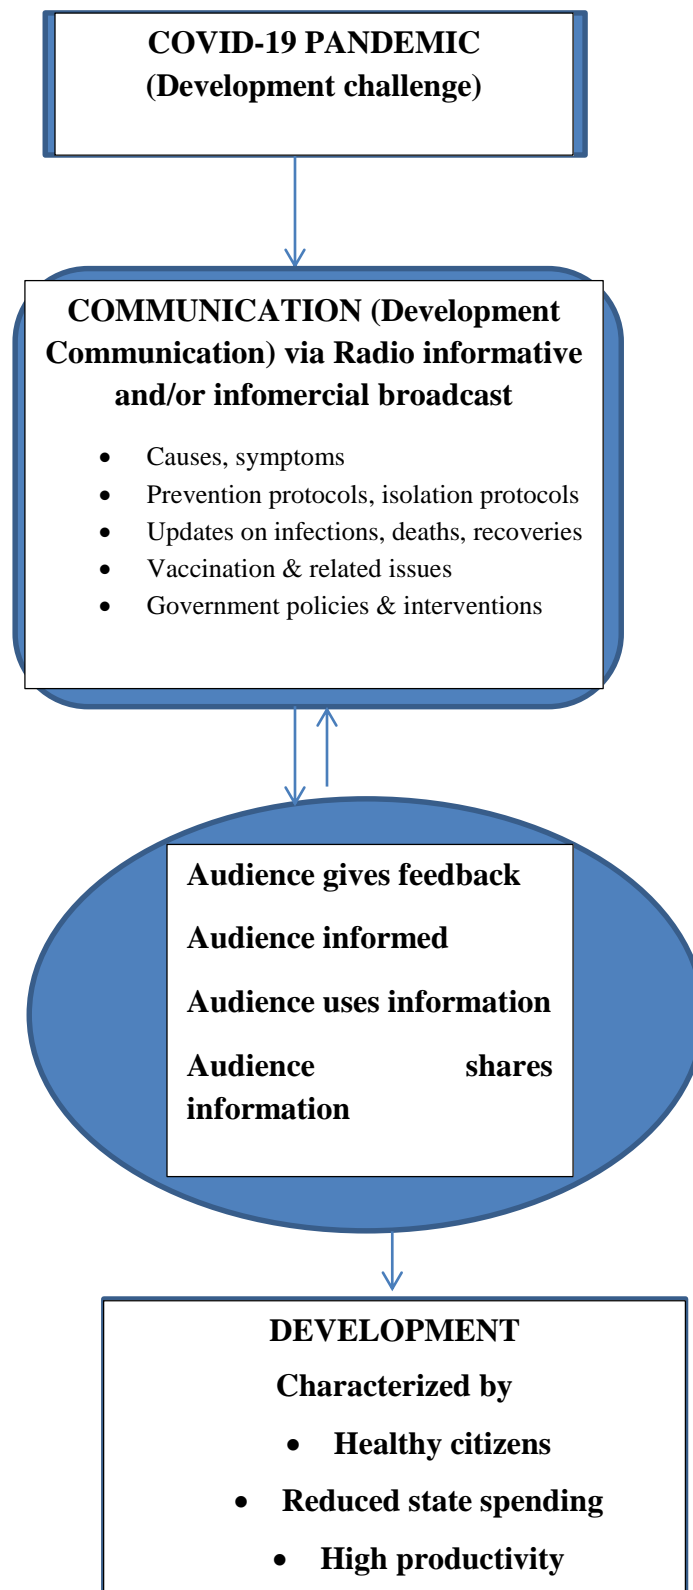 COVID-19 PANDEMIC
(Development challenge)
COMMUNICATION (Development
Communication) via Radio informative
and/or infomercial broadcast
• Causes, symptoms
• Prevention protocols, isolation protocols
• Updates on infections, deaths, recoveries
• Vaccination & related issues
• Government policies & interventions
Audience gives feedback
Audience informed
Audience uses information
Audience shares
information
DEVELOPMENT
Characterized by
• Healthy citizens
• Reduced state spending
• High productivity